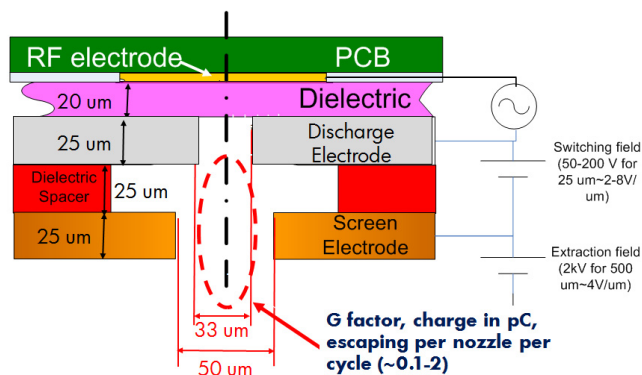 RF electrode
PCB
20 um
Dielectric
25 um
Discharge
Electrode
Switching field
(50-200 V for
25 um~2-8V/
um)
Dielectric
Spacer
25 um
25 um
Screen
Electrode
Extraction field
(2kV for 500
um~4V/um)
33 um
50 um
G factor, charge in pC,
escaping per nozzle per
cycle (~0.1-2)